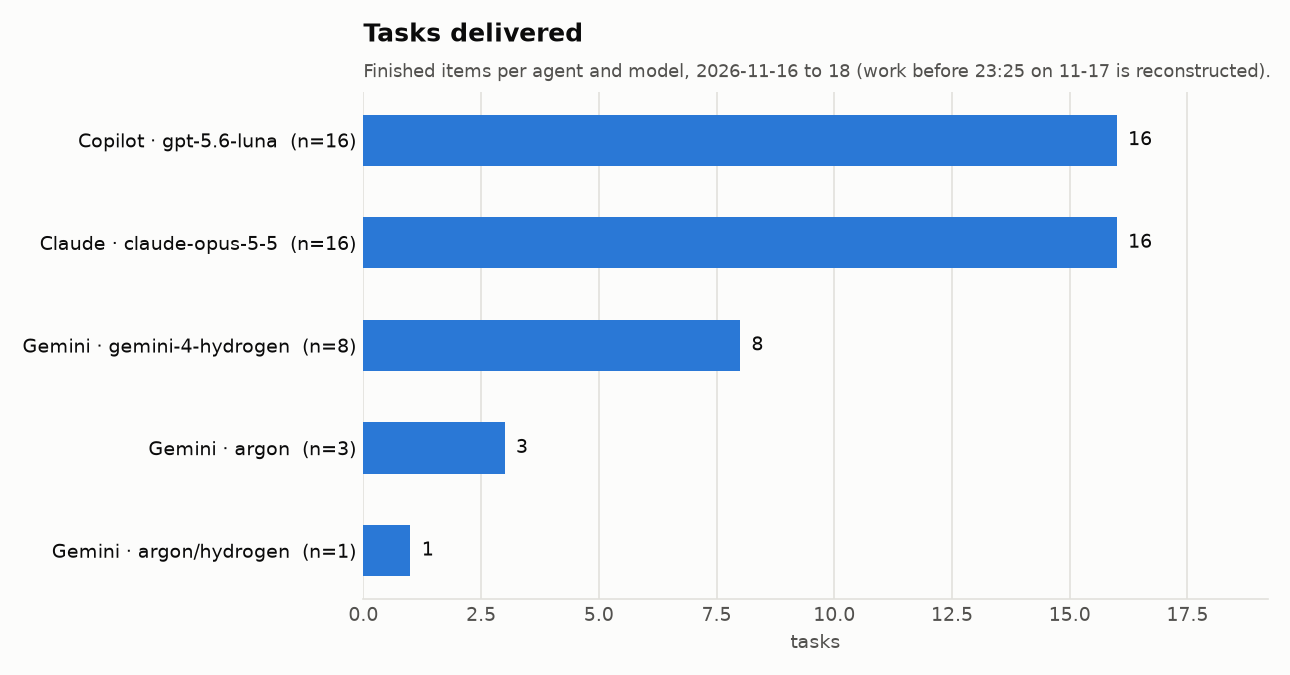 Tasks delivered
Finished items per agent and model, 2026-11-16 to 18 (work before 23:25 on 11-17 is reconstructed).
Copilot · gpt-5.6-luna (n=16) 16
Claude · claude-opus-5-5 (n=16) 16
Gemini · gemini-4-hydrogen (n=8) 8
Gemini · argon (n=3) 3
Gemini · argon/hydrogen (n=1) 1
0.0 2.5 5.0 7.5 10.0 12.5 15.0 17.5
tasks